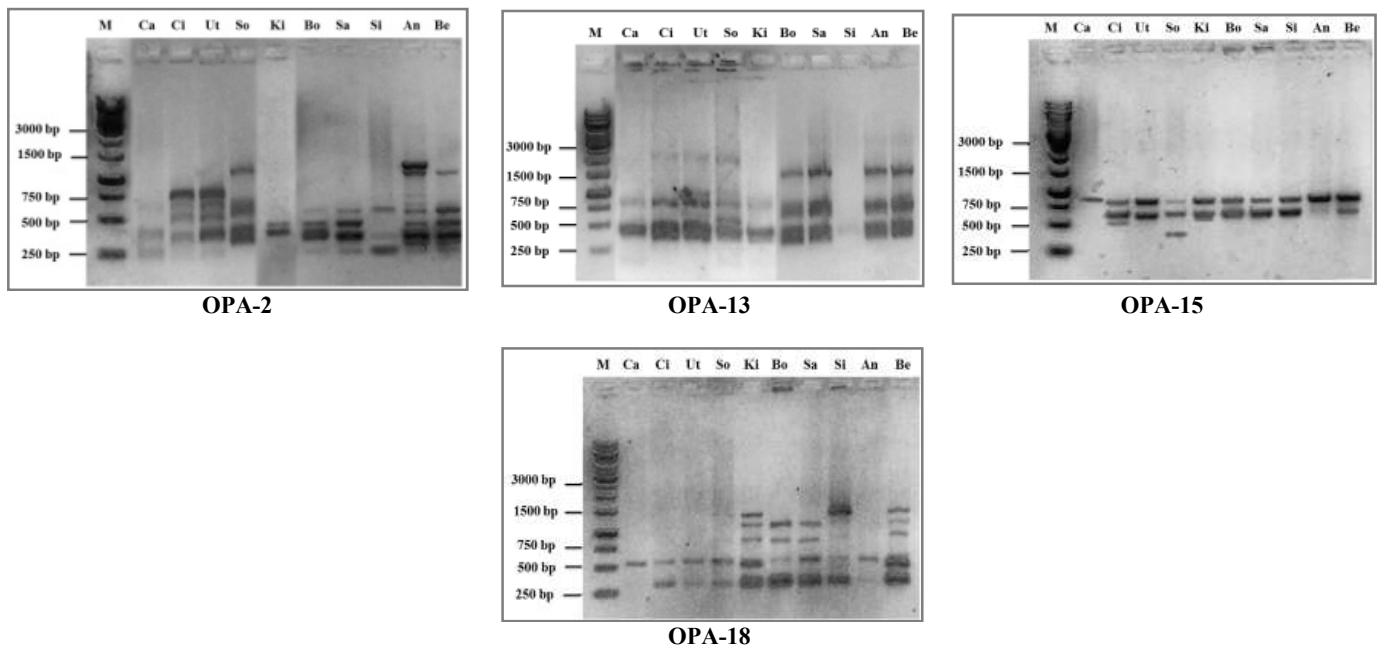 M Ca Ci Ut So Ki Bo Sa Si An Be
3000 bp
1500 bp
750 bp
500 bp
250 bp
OPA-2
M Ca Ci Ut So Ki Bo Sa Si An Be
3000 bp
1500 bp
750 bp
500 bp
250 bp
OPA-13
M Ca Ci Ut So Ki Bo Sa Si An Be
3000 bp
1500 bp
750 bp
500 bp
250 bp
OPA-15
M Ca Ci Ut So Ki Bo Sa Si An Be
3000 bp
1500 bp
750 bp
500 bp
250 bp
OPA-18